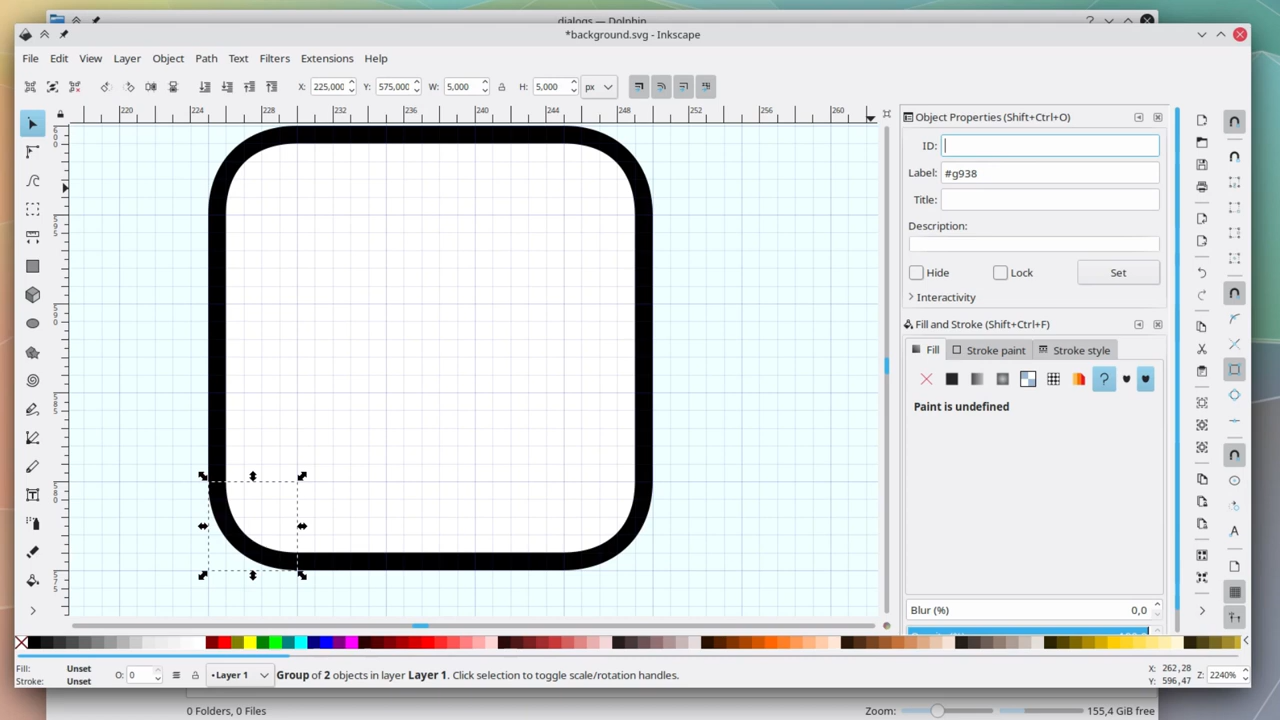 dialogs — Dolphin
*background.svg - Inkscape
File Edit View Layer Object Path Text Filters Extensions Help
X: 225,000 Y: 575,000 W: 5,000 H: 5,000 px
220 224 228 232 236 240 244 248 252 256 260
Object Properties (Shift+Ctrl+O)
ID:
Label: #g938
Title:
Description:
Hide Lock Set
Interactivity
Fill and Stroke (Shift+Ctrl+F)
Fill Stroke paint Stroke style
Paint is undefined
Blur (%) 0,0
Fill: Unset
Stroke: Unset
O: 0
•Layer 1
Group of 2 objects in layer Layer 1. Click selection to toggle scale/rotation handles.
X: 262,28
Y: 596,47
Z: 2240%
0 Folders, 0 Files
Zoom:
155,4 GiB free